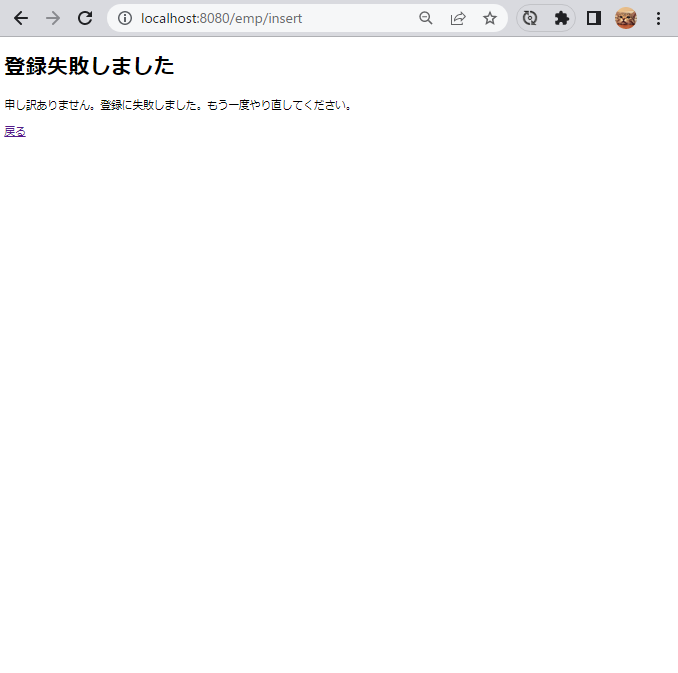 localhost:8080/emp/insert
登録失敗しました
申し訳ありません。登録に失敗しました。もう一度やり直してください。
戻る